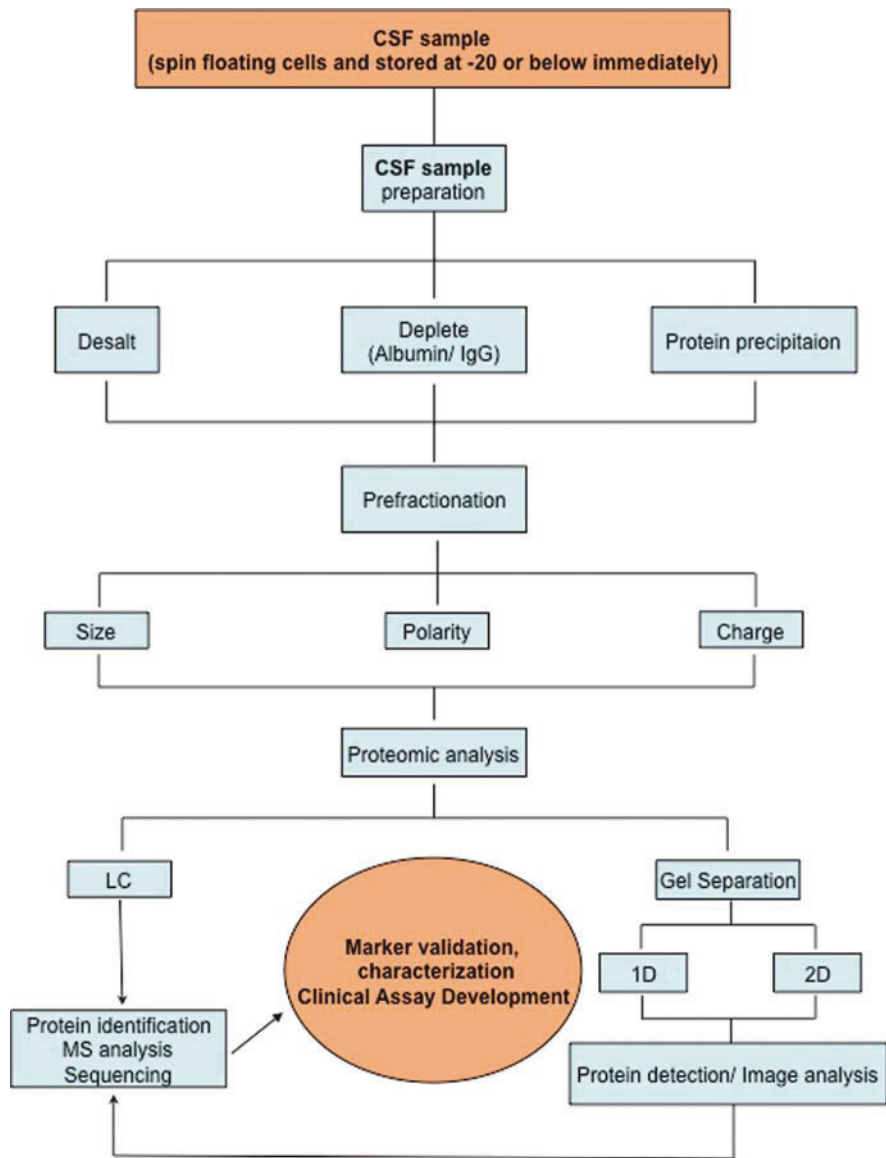 CSF sample
(spin floating cells and stored at -20 or below immediately)
CSF sample
preparation
Desalt
Deplete
(Albumin/ IgG)
Protein precipitaion
Prefractionation
Size
Polarity
Charge
Proteomic analysis
LC
Gel Separation
Marker validation,
characterization
Clinical Assay Development
1D
2D
Protein identification
MS analysis
Sequencing
Protein detection/ Image analysis